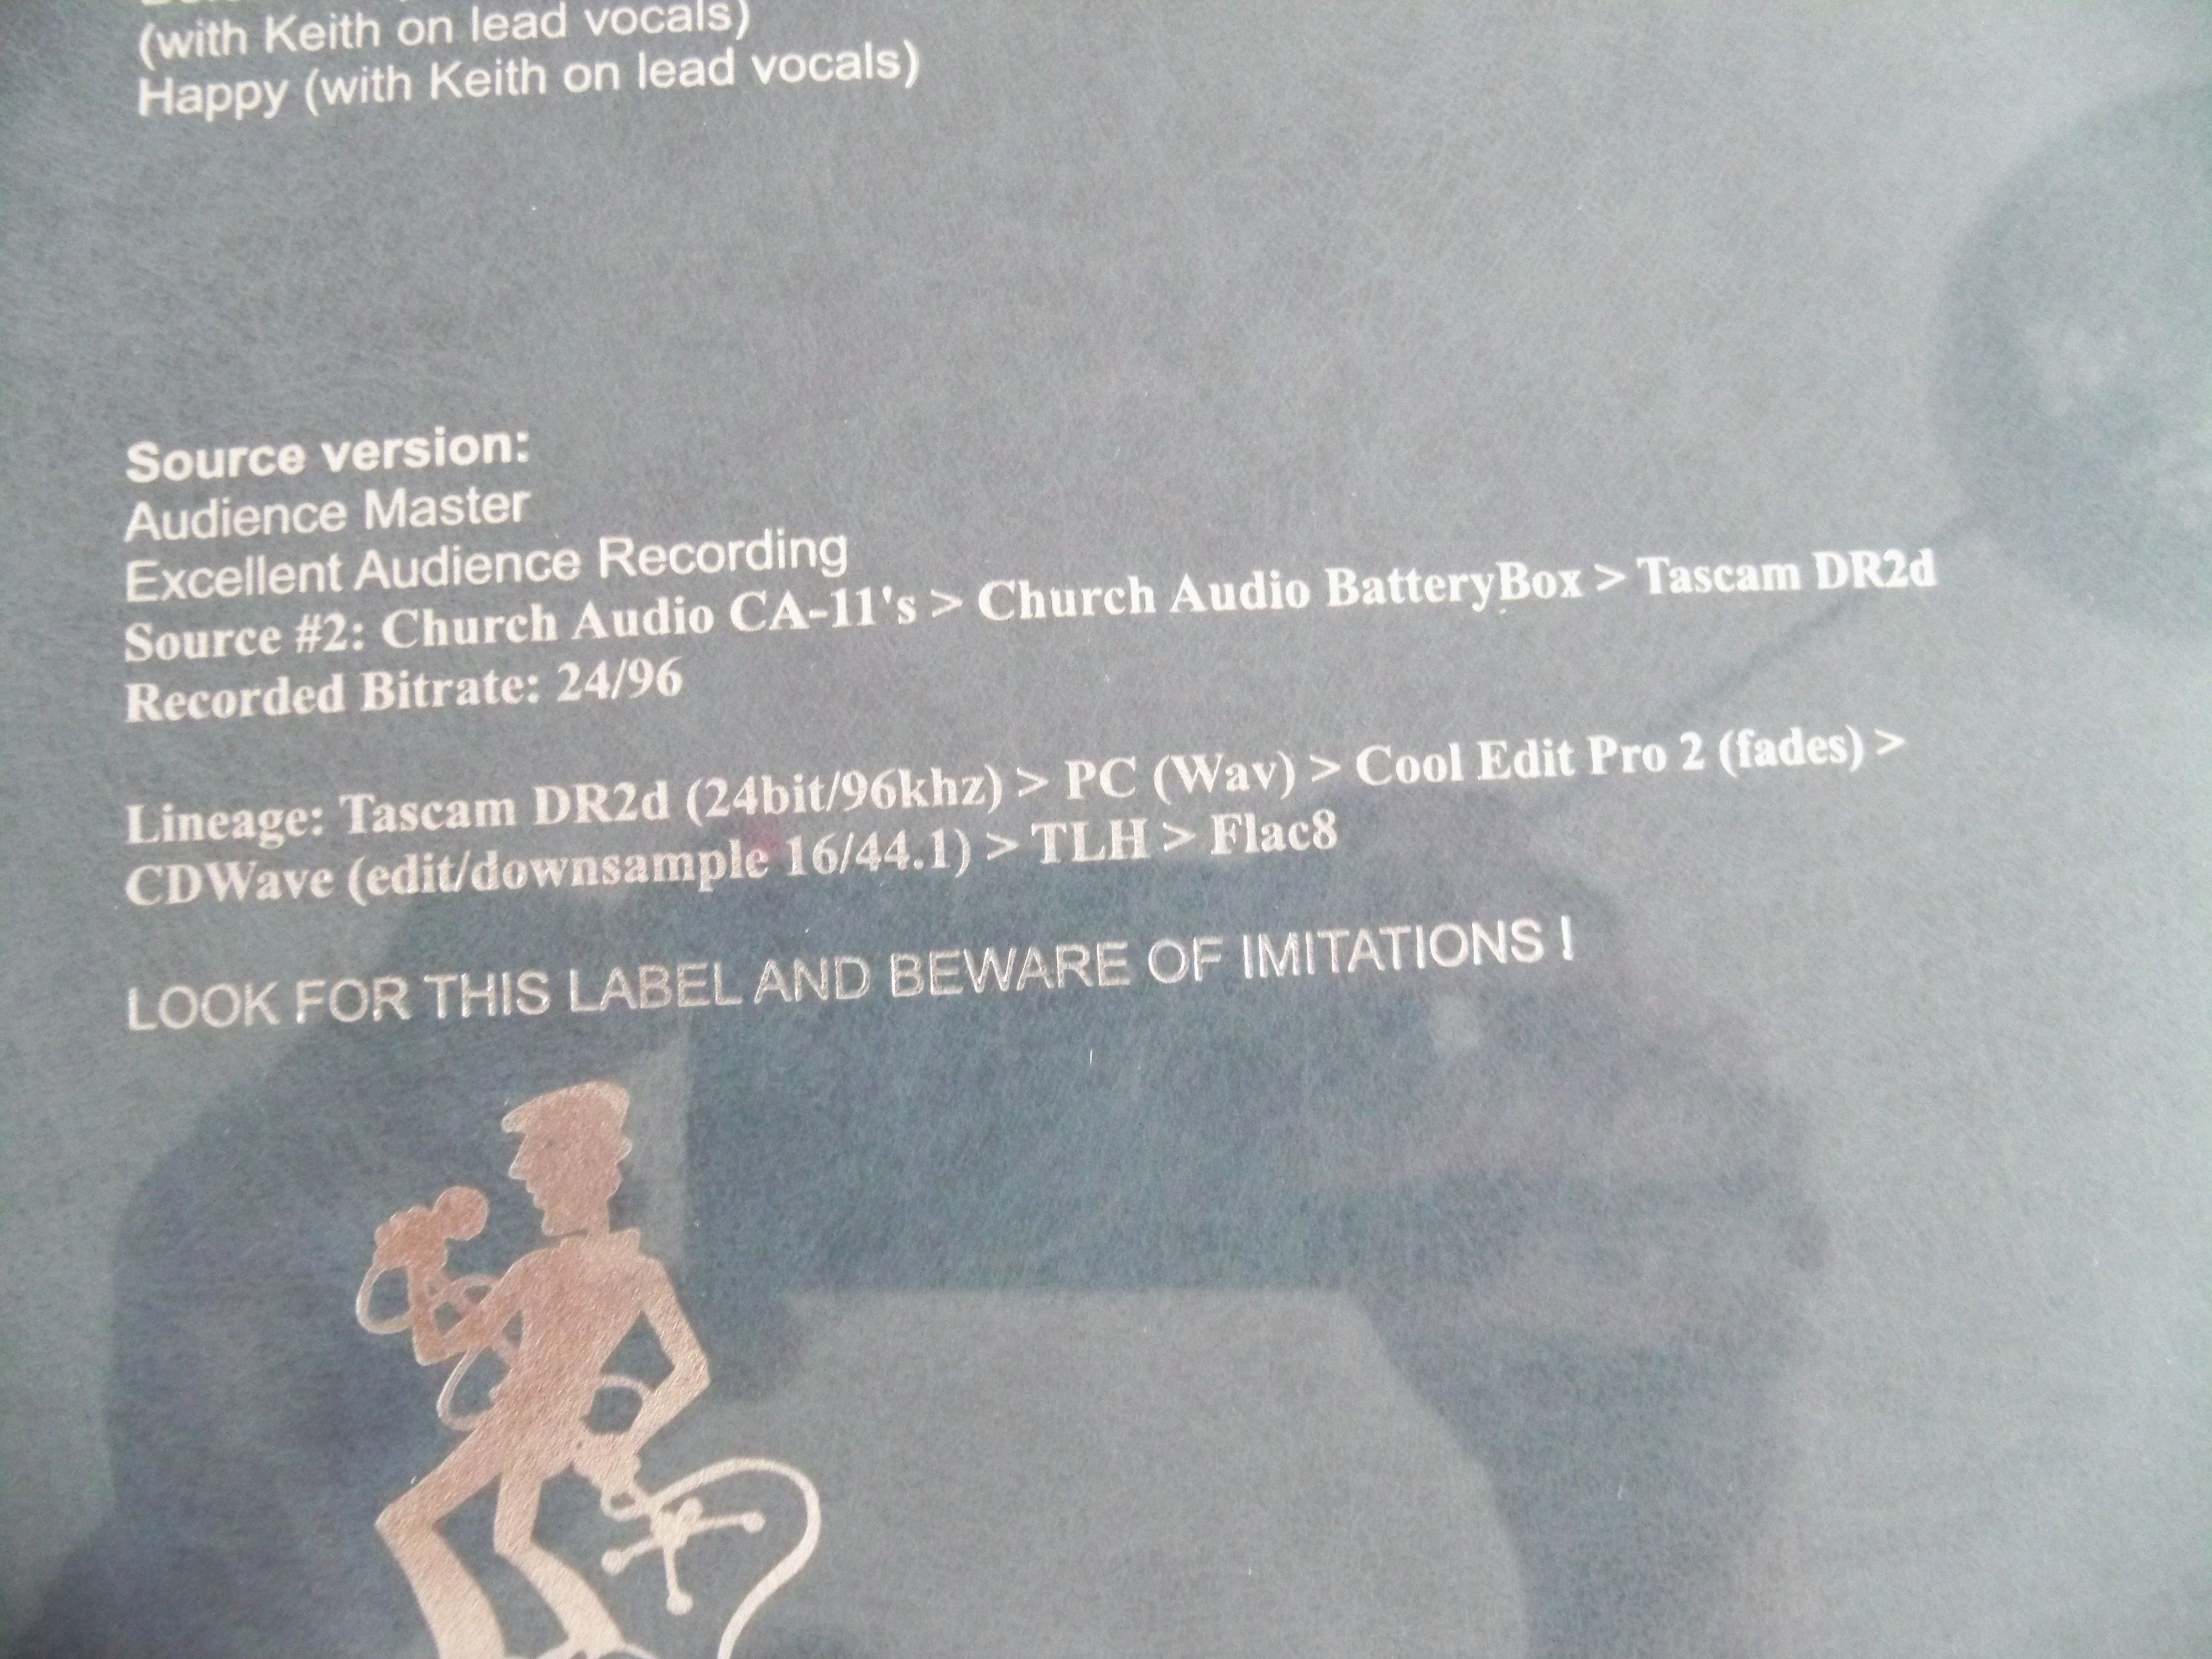 (with Keith on lead vocals)
Happy (with Keith on lead vocals)
Source version:
Audience Master
Excellent Audience Recording
Source #2: Church Audio CA-11's > Church Audio BatteryBox > Tascam DR2d
Recorded Bitrate: 24/96
Lineage: Tascam DR2d (24bit/96khz) > PC (Wav) > Cool Edit Pro 2 (fades) >
CDWave (edit/downsample 16/44.1) > TLH > Flac8
LOOK FOR THIS LABEL AND BEWARE OF IMITATIONS !